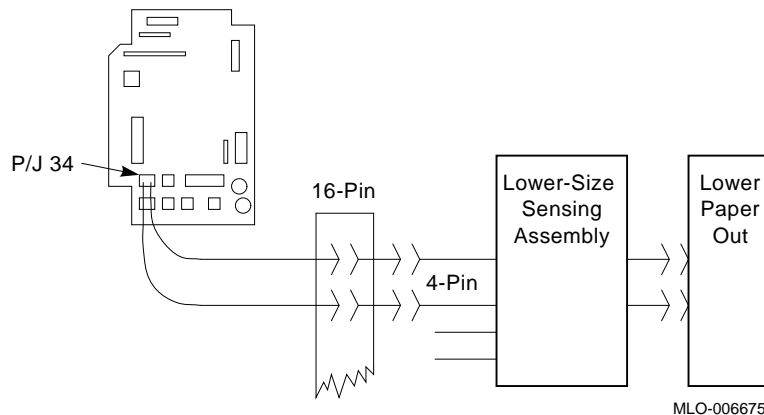 P/J 34
16-Pin
4-Pin
Lower-Size
Sensing
Assembly
Lower
Paper
Out
MLO-006675